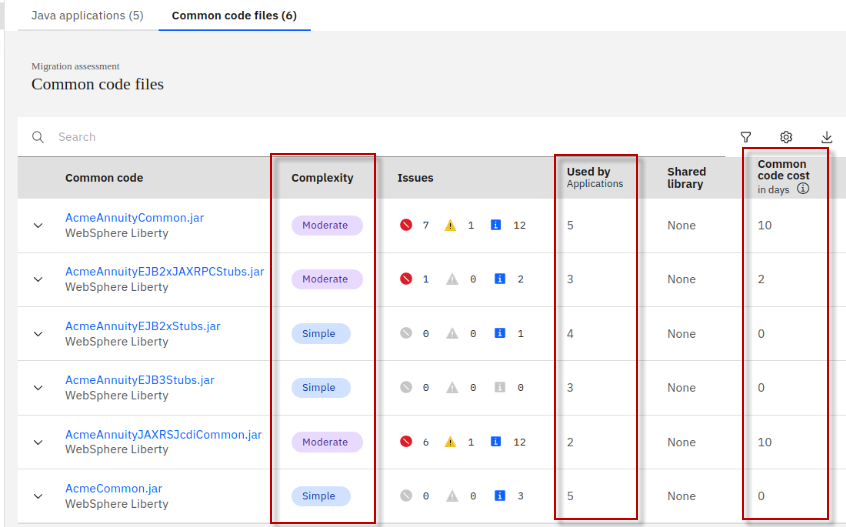 Java applications (5) Common code files (6)
Migration assessment
Common code files
Search
Common code Complexity Issues Used by Applications Shared library Common code cost in days
AcmeAnnuityCommon.jar Moderate 7 1 12 5 None 10
WebSphere Liberty
AcmeAnnuityEJB2xJAXRPCStubs.jar Moderate 1 0 2 3 None 2
WebSphere Liberty
AcmeAnnuityEJB2xStubs.jar Simple 0 0 1 4 None 0
WebSphere Liberty
AcmeAnnuityEJB3Stubs.jar Simple 0 0 0 3 None 0
WebSphere Liberty
AcmeAnnuityJAXRSJcdiCommon.jar Moderate 6 1 12 2 None 10
WebSphere Liberty
AcmeCommon.jar Simple 0 0 3 5 None 0
WebSphere Liberty